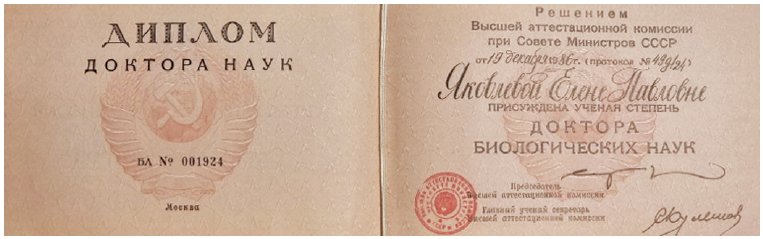 ДИПЛОМ
ДОКТОРА НАУК
БЛ № 001924
Москва
Решением
Высшей аттестационной комиссии
при Совете Министров СССР
от 19 декабря 1986 г. (протокол № 49д/24)
Яковлевой Елене Павловне
ПРИСУЖДЕНА УЧЕНАЯ СТЕПЕНЬ
ДОКТОРА
БИОЛОГИЧЕСКИХ НАУК
Председатель
Высшей аттестационной комиссии
Главный ученый секретарь
Высшей аттестационной комиссии